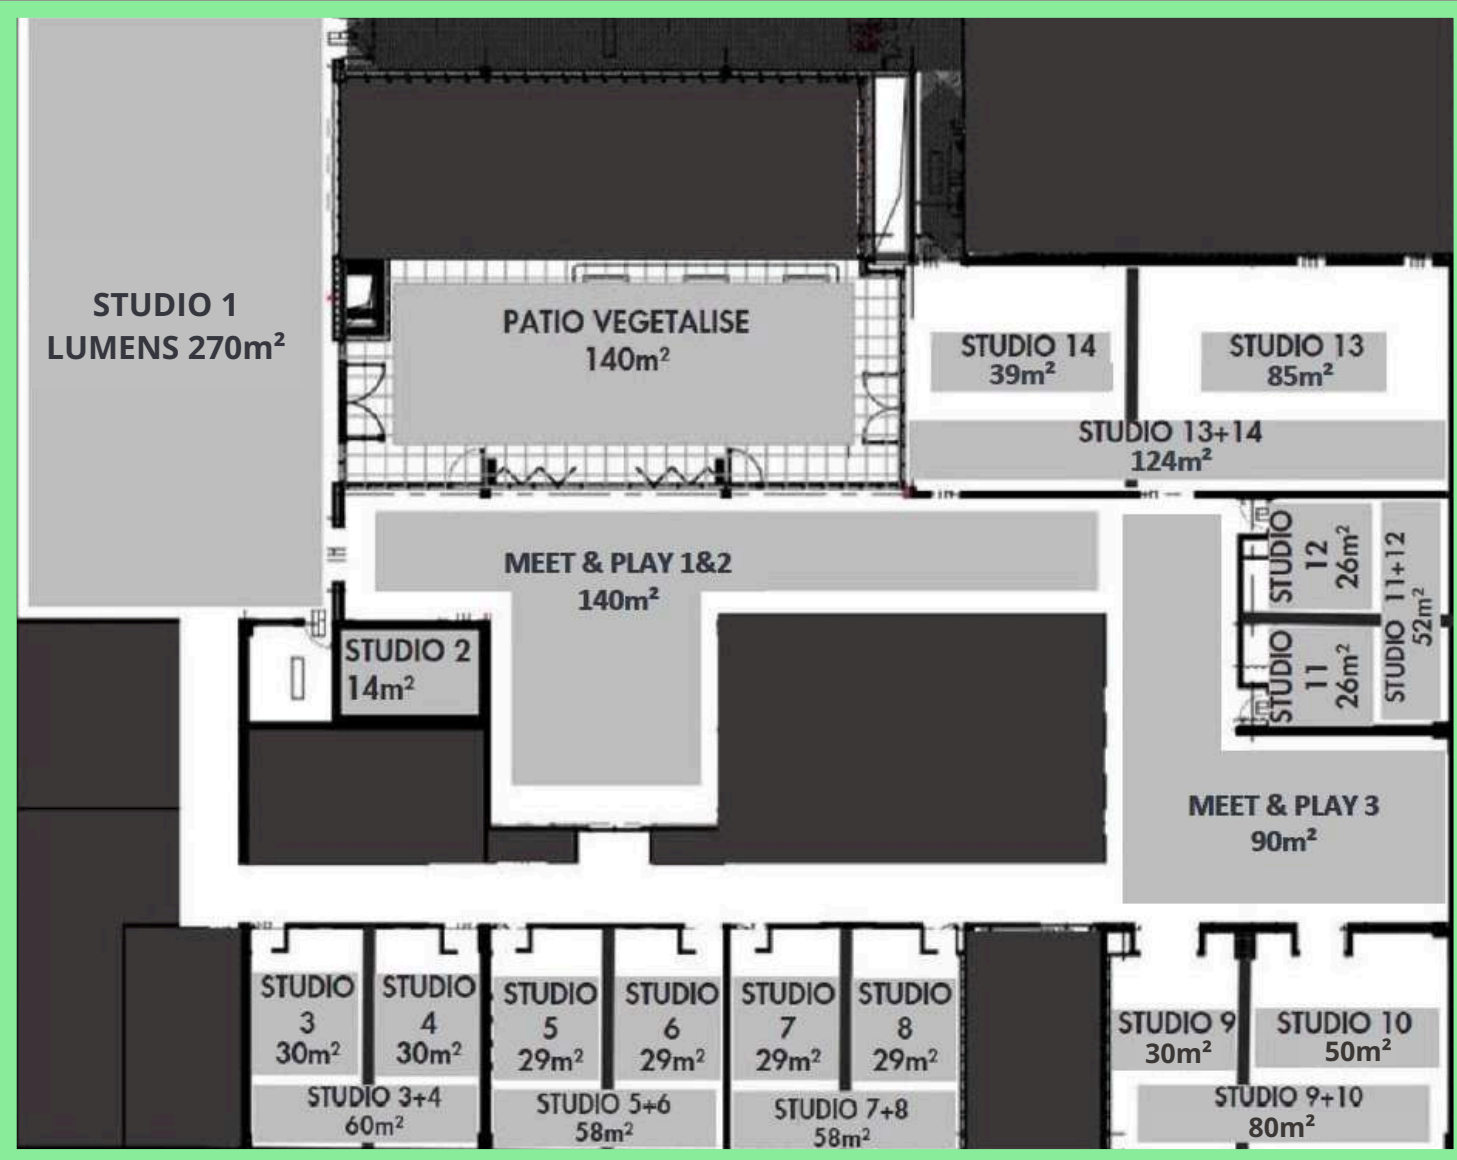 STUDIO 1
LUMENS 270m²
PATIO VEGETALISE
140m²
STUDIO 14
39m²
STUDIO 13
85m²
STUDIO 13+14
124m²
MEET & PLAY 1&2
140m²
STUDIO
12
26m²
STUDIO
11
26m²
STUDIO 11+12
52m²
STUDIO 2
14m²
MEET & PLAY 3
90m²
STUDIO
3
30m²
STUDIO
4
30m²
STUDIO 3+4
60m²
STUDIO
5
29m²
STUDIO
6
29m²
STUDIO 5+6
58m²
STUDIO
7
29m²
STUDIO
8
29m²
STUDIO 7+8
58m²
STUDIO 9
30m²
STUDIO 10
50m²
STUDIO 9+10
80m²